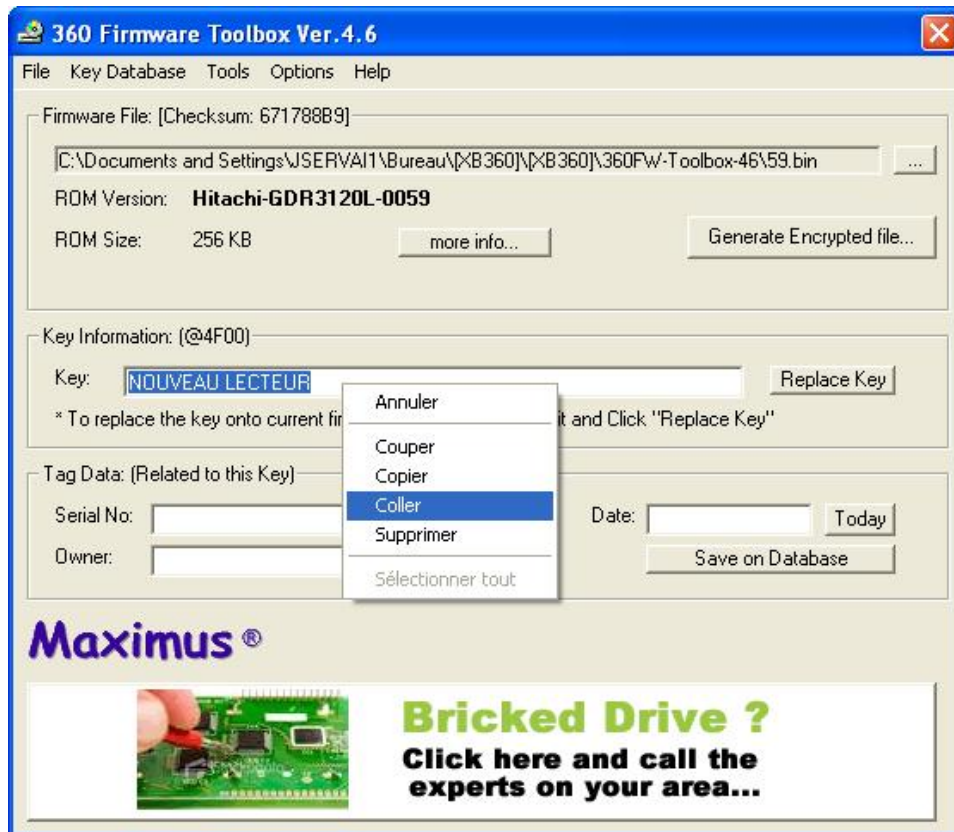 360 Firmware Toolbox Ver.4.6
File Key Database Tools Options Help
Firmware File: [Checksum: 671788B9]
C:\Documents and Settings\JSERVAI1\Bureau\[XB360]\[XB360]\360FW-Toolbox-46\59.bin ...
ROM Version: Hitachi-GDR3120L-0059
ROM Size: 256 KB more info... Generate Encrypted file...
Key Information: (@4F00)
Key: NOUVEAU LECTEUR Replace Key
* To replace the key onto current fir it and Click "Replace Key"
Annuler
Couper
Copier
Coller
Supprimer
Sélectionner tout
Tag Data: (Related to this Key)
Serial No: Date: Today
Owner: Save on Database
Maximus ®
Bricked Drive ?
Click here and call the
experts on your area...